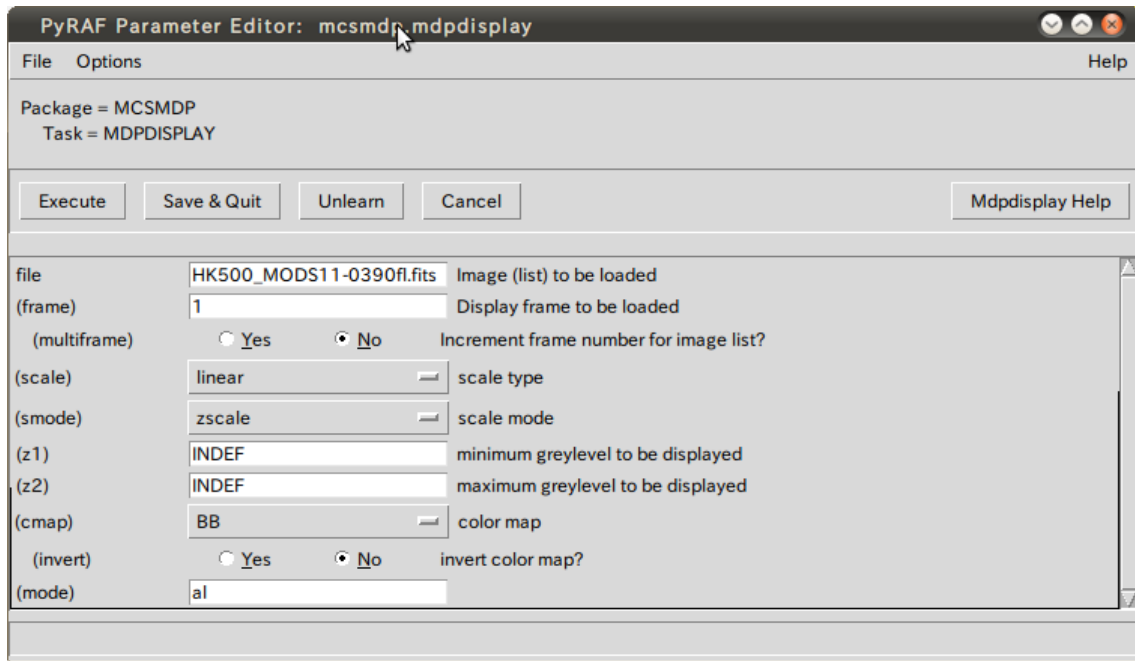 PyRAF Parameter Editor: mcsmdp.mdpdisplay
File Options Help
Package = MCSMDP
Task = MDPDISPLAY
Execute Save & Quit Unlearn Cancel Mdpdisplay Help
file HK500_MODS11-0390fl.fits Image (list) to be loaded
(frame) 1 Display frame to be loaded
(multiframe) Yes No Increment frame number for image list?
(scale) linear scale type
(smode) zscale scale mode
(z1) INDEF minimum greylevel to be displayed
(z2) INDEF maximum greylevel to be displayed
(cmap) BB color map
(invert) Yes No invert color map?
(mode) al